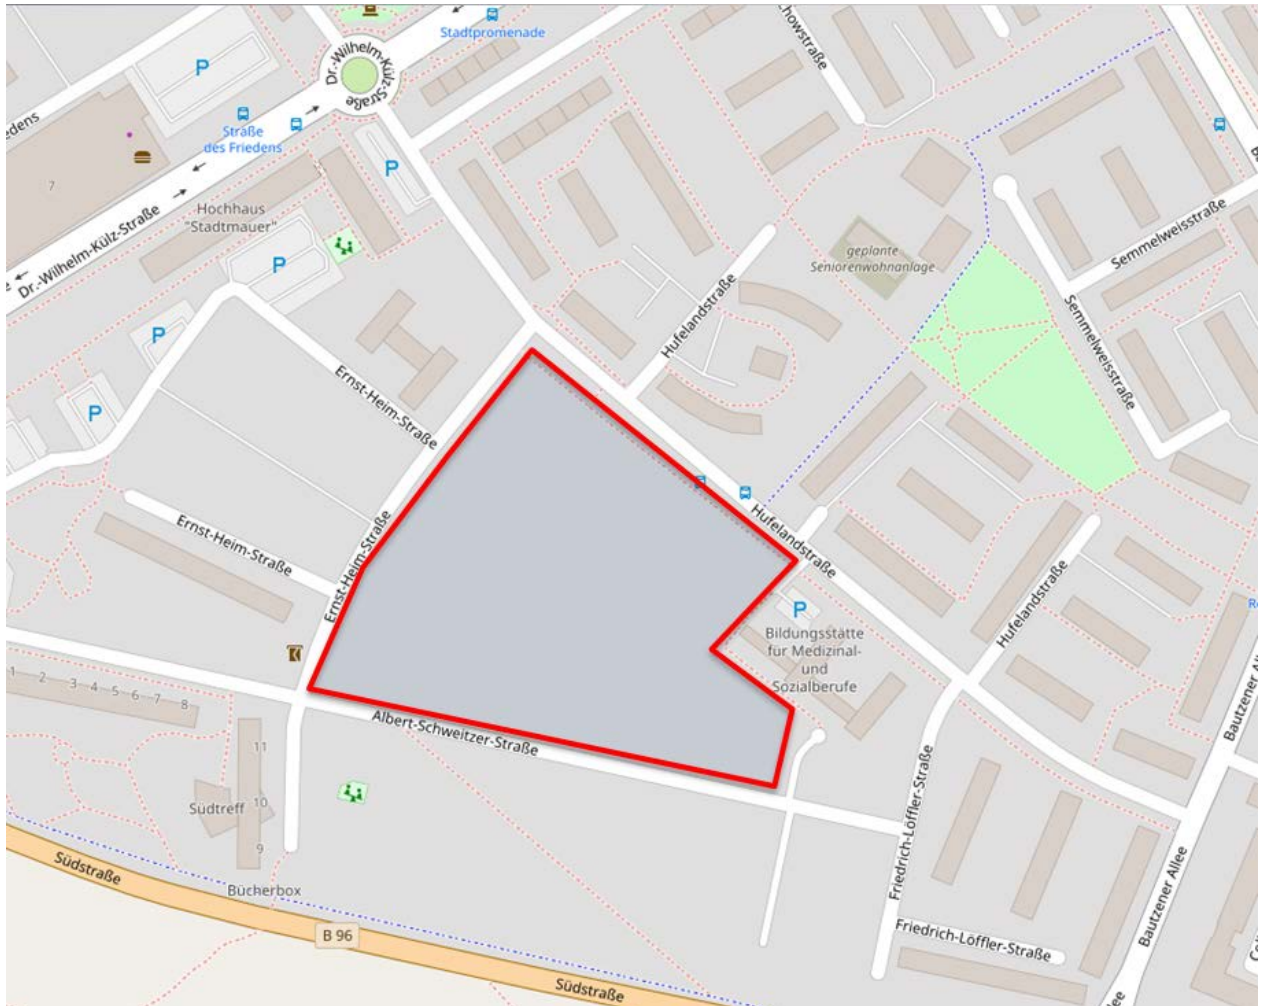 Stadtpromenade
Dr.-Wilhelm-Külz-
Straße
P
Straße
des Friedens
7
Hochhaus
"Stadtmauer"
P
P
Dr.-Wilhelm-Külz-Straße
P
P
geplante
Seniorenwohnanlage
Semmelweisstraße
Semmelweisstraße
Hufelandstraße
Ernst-Heim-Straße
Ernst-Heim-Straße
Ernst-Heim-Straße
Hufelandstraße
Hufelandstraße
P
Bildungsstätte
für Medizinal-
und
Sozialberufe
1 2 3 4 5 6 7 8
Albert-Schweitzer-Straße
11
10
9
Südtreff
Bücherbox
Südstraße
B 96
Südstraße
Friedrich-Löffler-Straße
Friedrich-Löffler-Straße
Bautzener Allee
Bautzener Allee